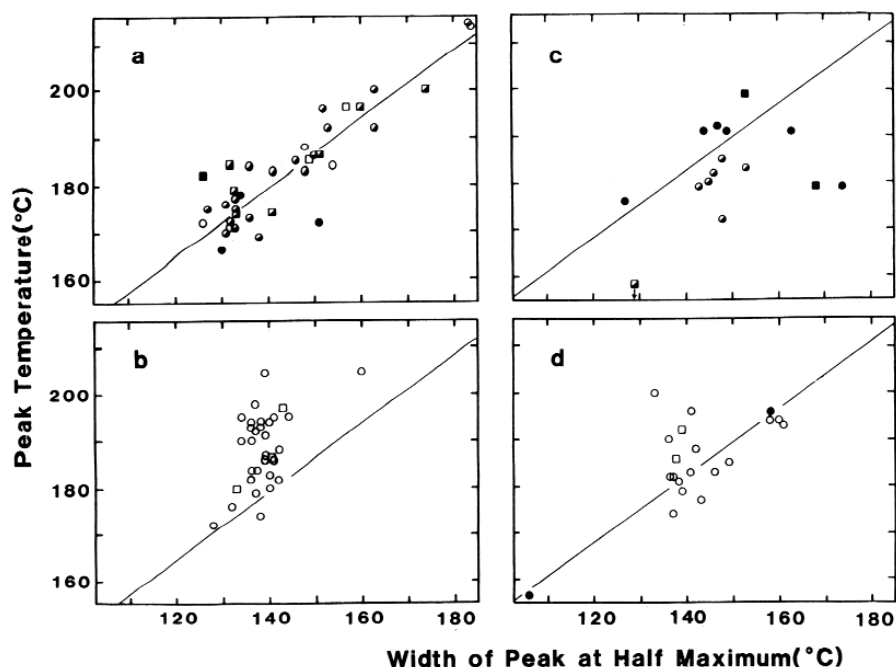 a
c
200
180
160
b
d
200
180
160
120 140 160 180
120 140 160 180
Peak Temperature(°C)
Width of Peak at Half Maximum(°C)